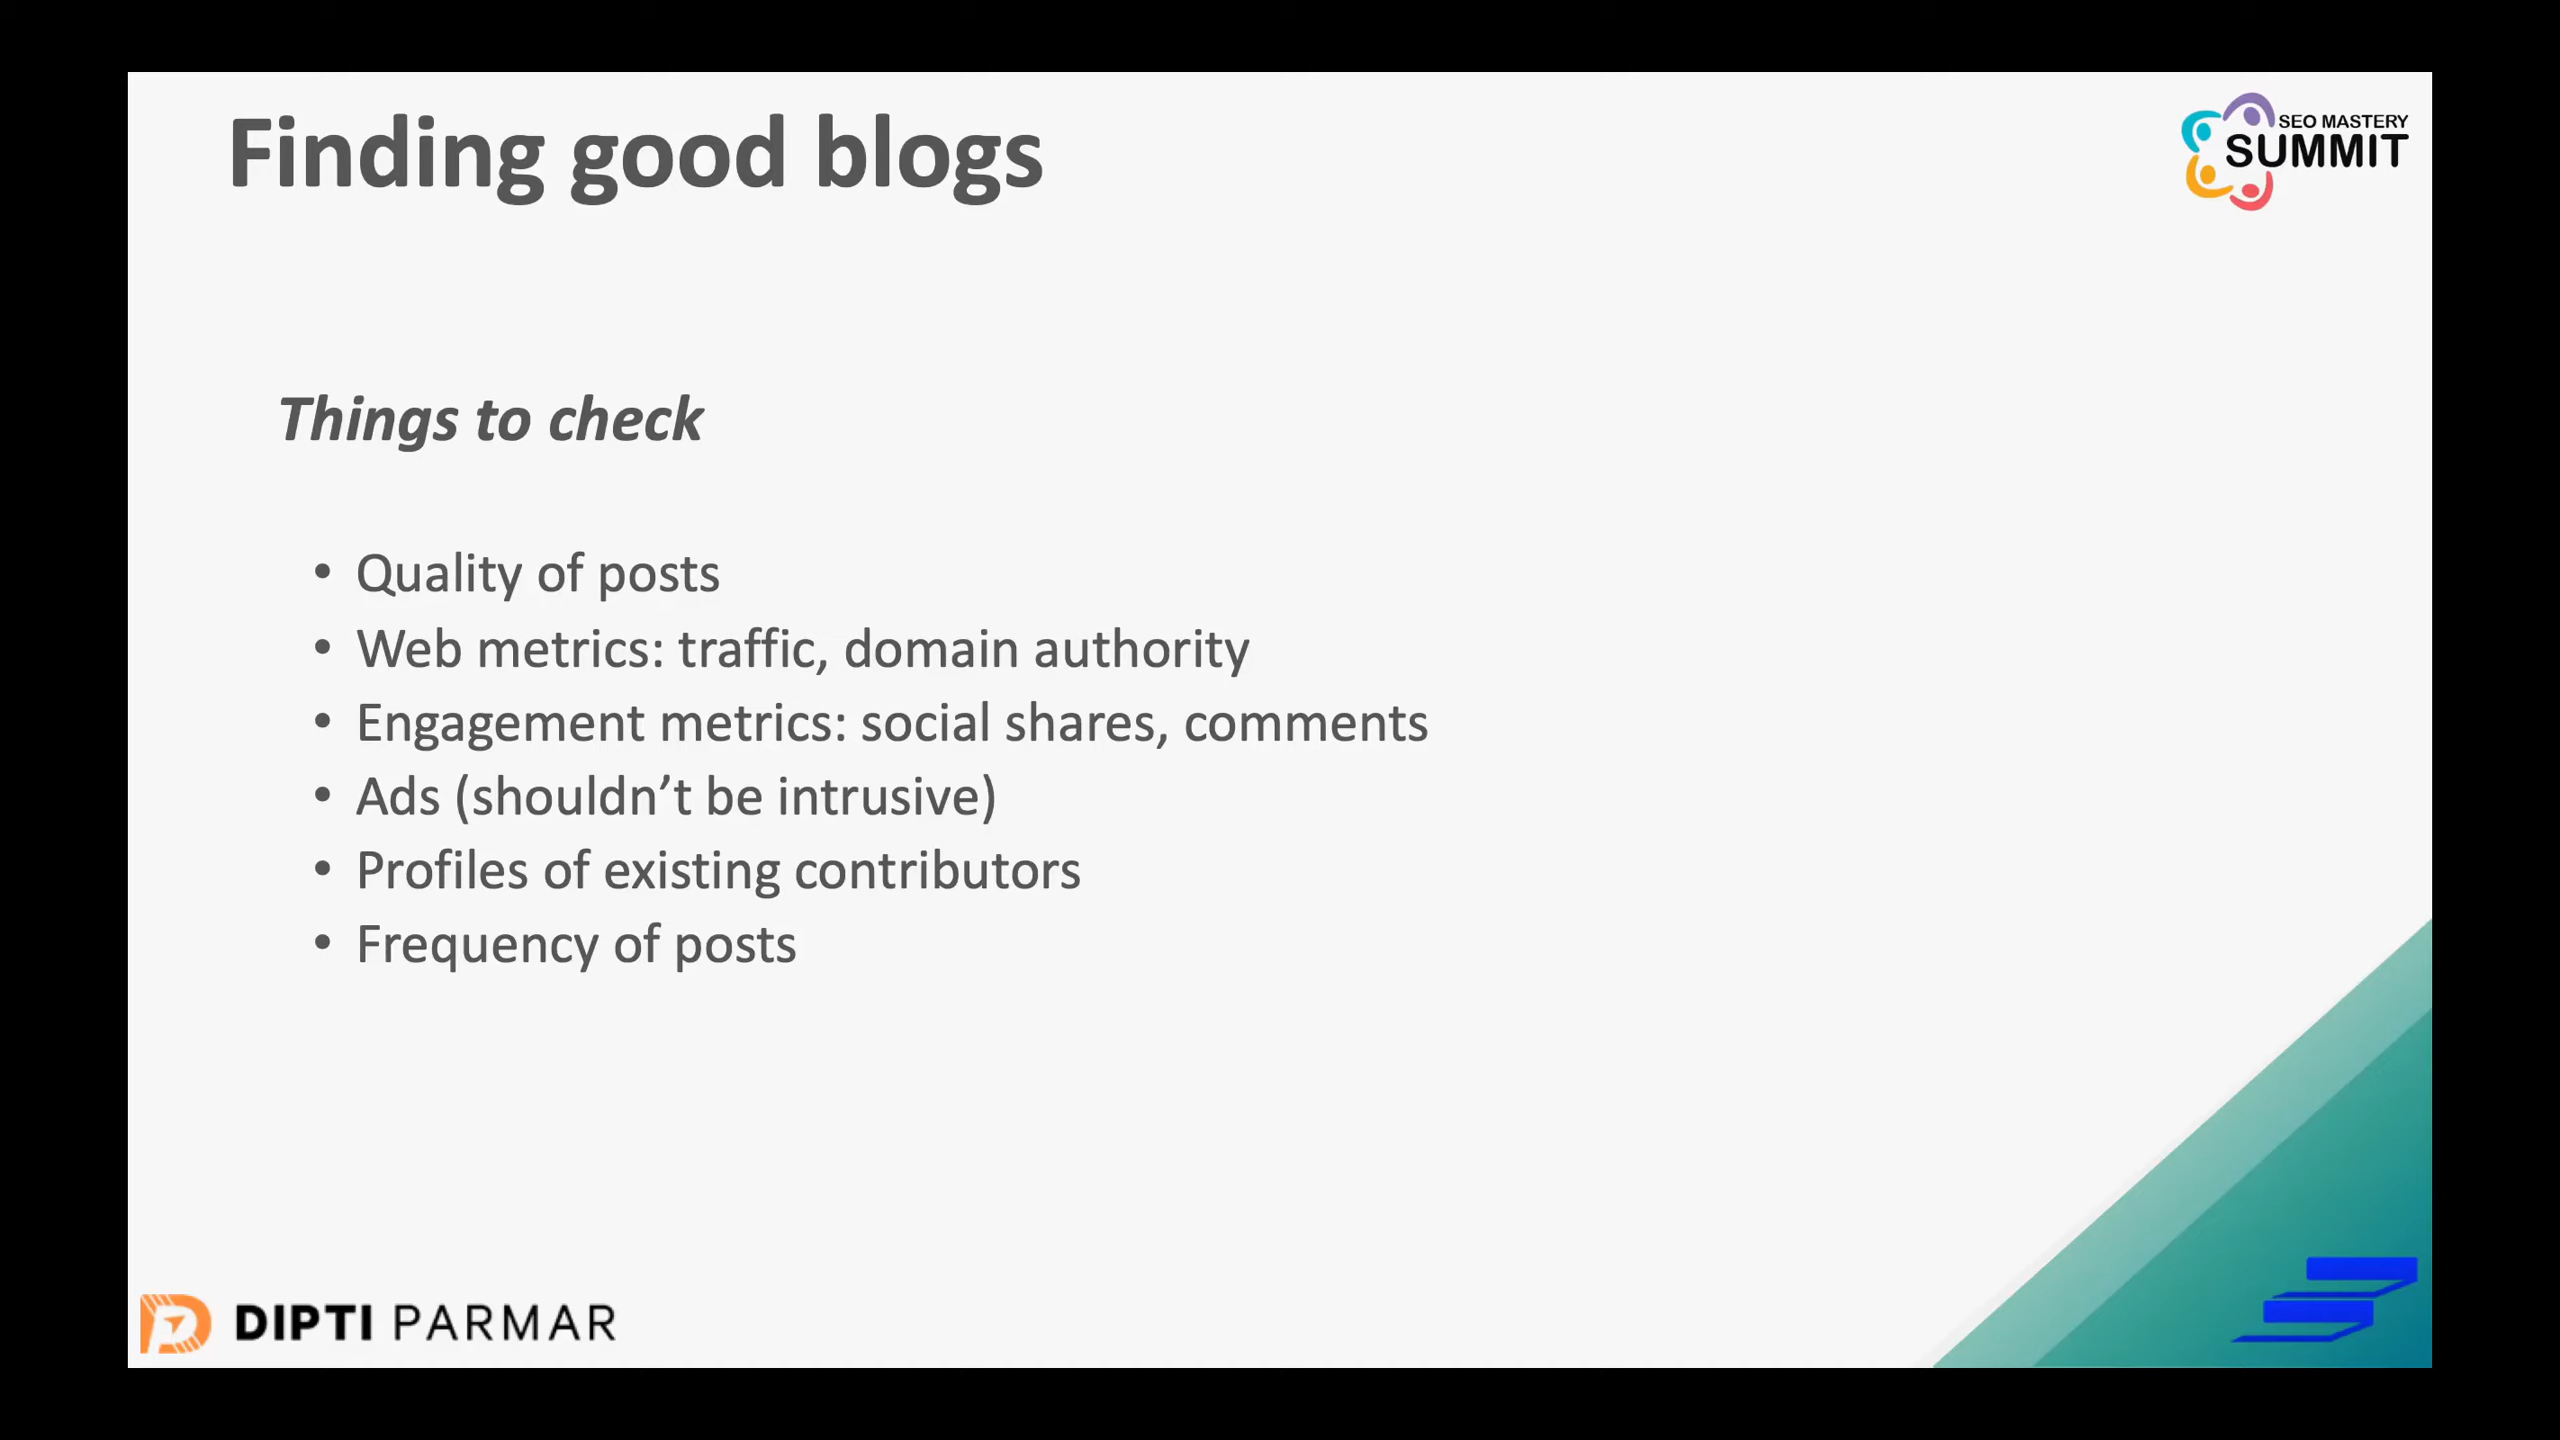 Finding good blogs
SEO MASTERY
SUMMIT
Things to check
• Quality of posts
• Web metrics: traffic, domain authority
• Engagement metrics: social shares, comments
• Ads (shouldn’t be intrusive)
• Profiles of existing contributors
• Frequency of posts
DIPTI PARMAR